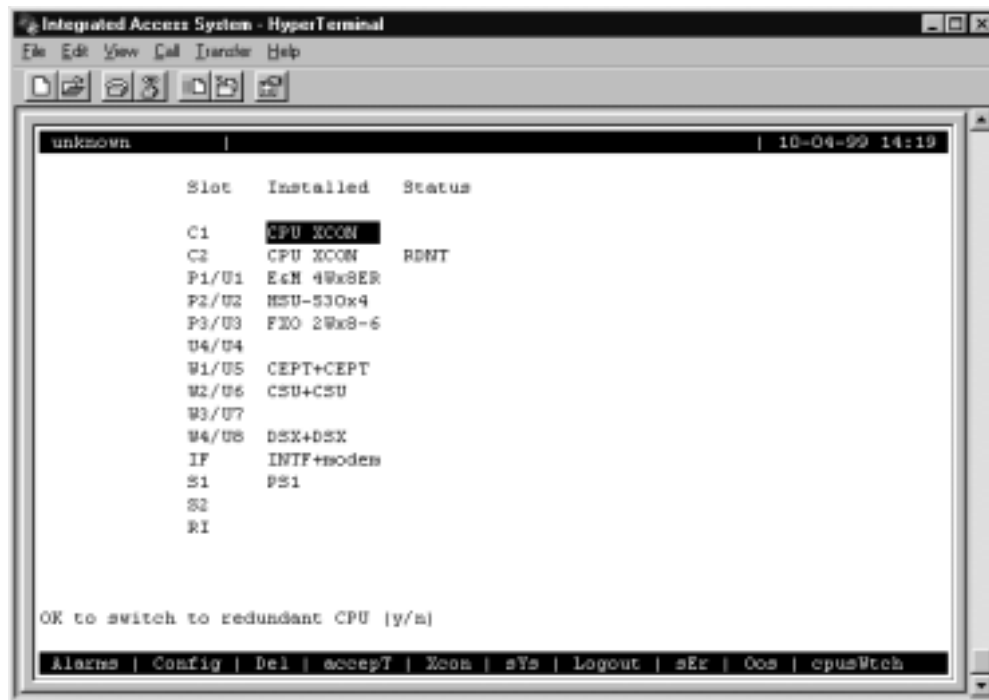 Integrated Access System - HyperTerminal
File Edit View Call Transfer Help
unknown | | 10-04-99 14:19
Slot Installed Status
C1 CPU XCON
C2 CPU XCON RDNT
P1/U1 E&M 4Wx8ER
P2/U2 HSU-530x4
P3/U3 FXO 2Wx8-6
U4/U4
W1/U5 CEPT+CEPT
W2/U6 CSU+CSU
W3/U7
W4/U8 DSX+DSX
IF INTF+modem
S1 PS1
S2
RI
OK to switch to redundant CPU (y/n)
Alarms | Config | Del | accepT | Xcon | sYs | Logout | sEr | Oos | cpusWtch